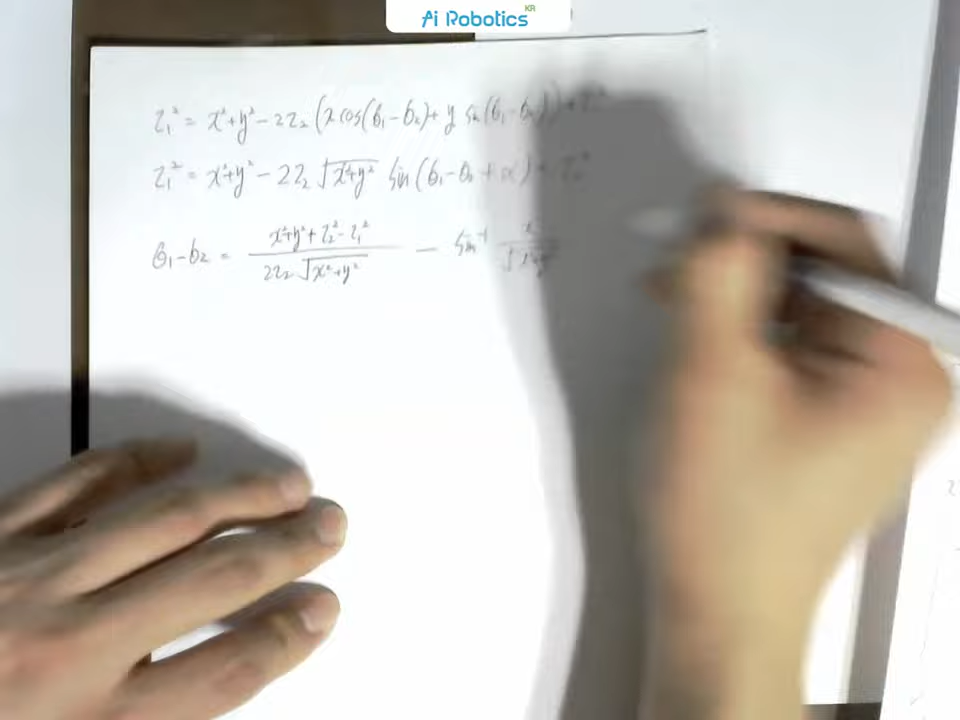 Ai Robotics KR
l₁² = x²+y² - 2l₂ (x cos(θ₁-θ₂) + y sin(θ₁-θ₂)) + l₂²
l₁² = x²+y² - 2l₂ √x²+y² sin(θ₁-θ₂+α) + l₂²
θ₁-θ₂ = x²+y²+l₂²-l₁² / 2l₂√x²+y² - sin⁻¹ x / √x²+y²